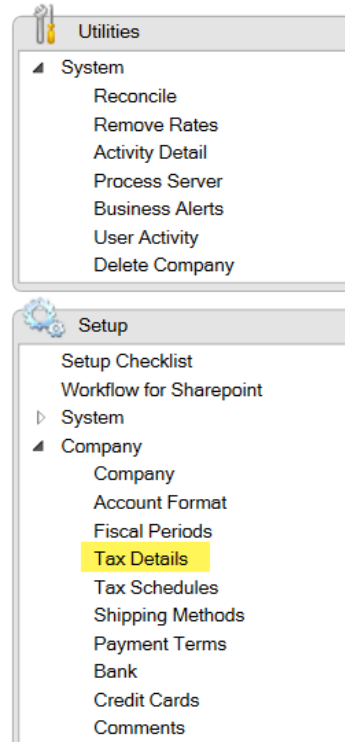 Utilities
System
Reconcile
Remove Rates
Activity Detail
Process Server
Business Alerts
User Activity
Delete Company
Setup
Setup Checklist
Workflow for Sharepoint
System
Company
Company
Account Format
Fiscal Periods
Tax Details
Tax Schedules
Shipping Methods
Payment Terms
Bank
Credit Cards
Comments